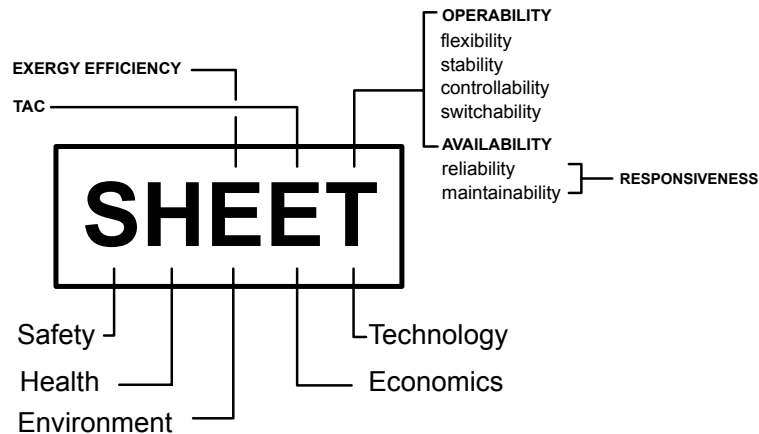 OPERABILITY
flexibility
stability
controllability
switchability
EXERGY EFFICIENCY
TAC
AVAILABILITY
reliability
maintainability
RESPONSIVENESS
SHEET
Safety
Health
Environment
Technology
Economics